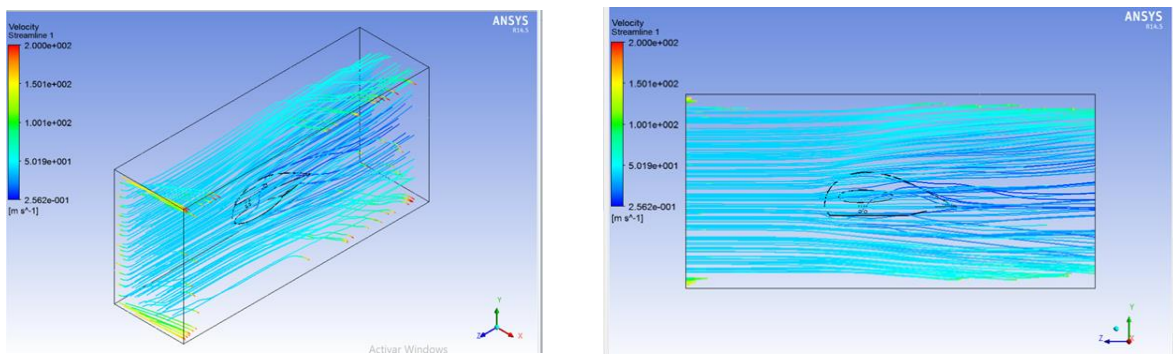 Velocity
Streamline 1
2.000e+002
1.501e+002
1.001e+002
5.019e+001
2.562e-001
[m s^-1]
ANSYS
R16.5
Y
Z
X
Activar Windows
Velocity
Streamline 1
2.000e+002
1.501e+002
1.001e+002
5.019e+001
2.562e-001
[m s^-1]
ANSYS
R16.5
Y
Z